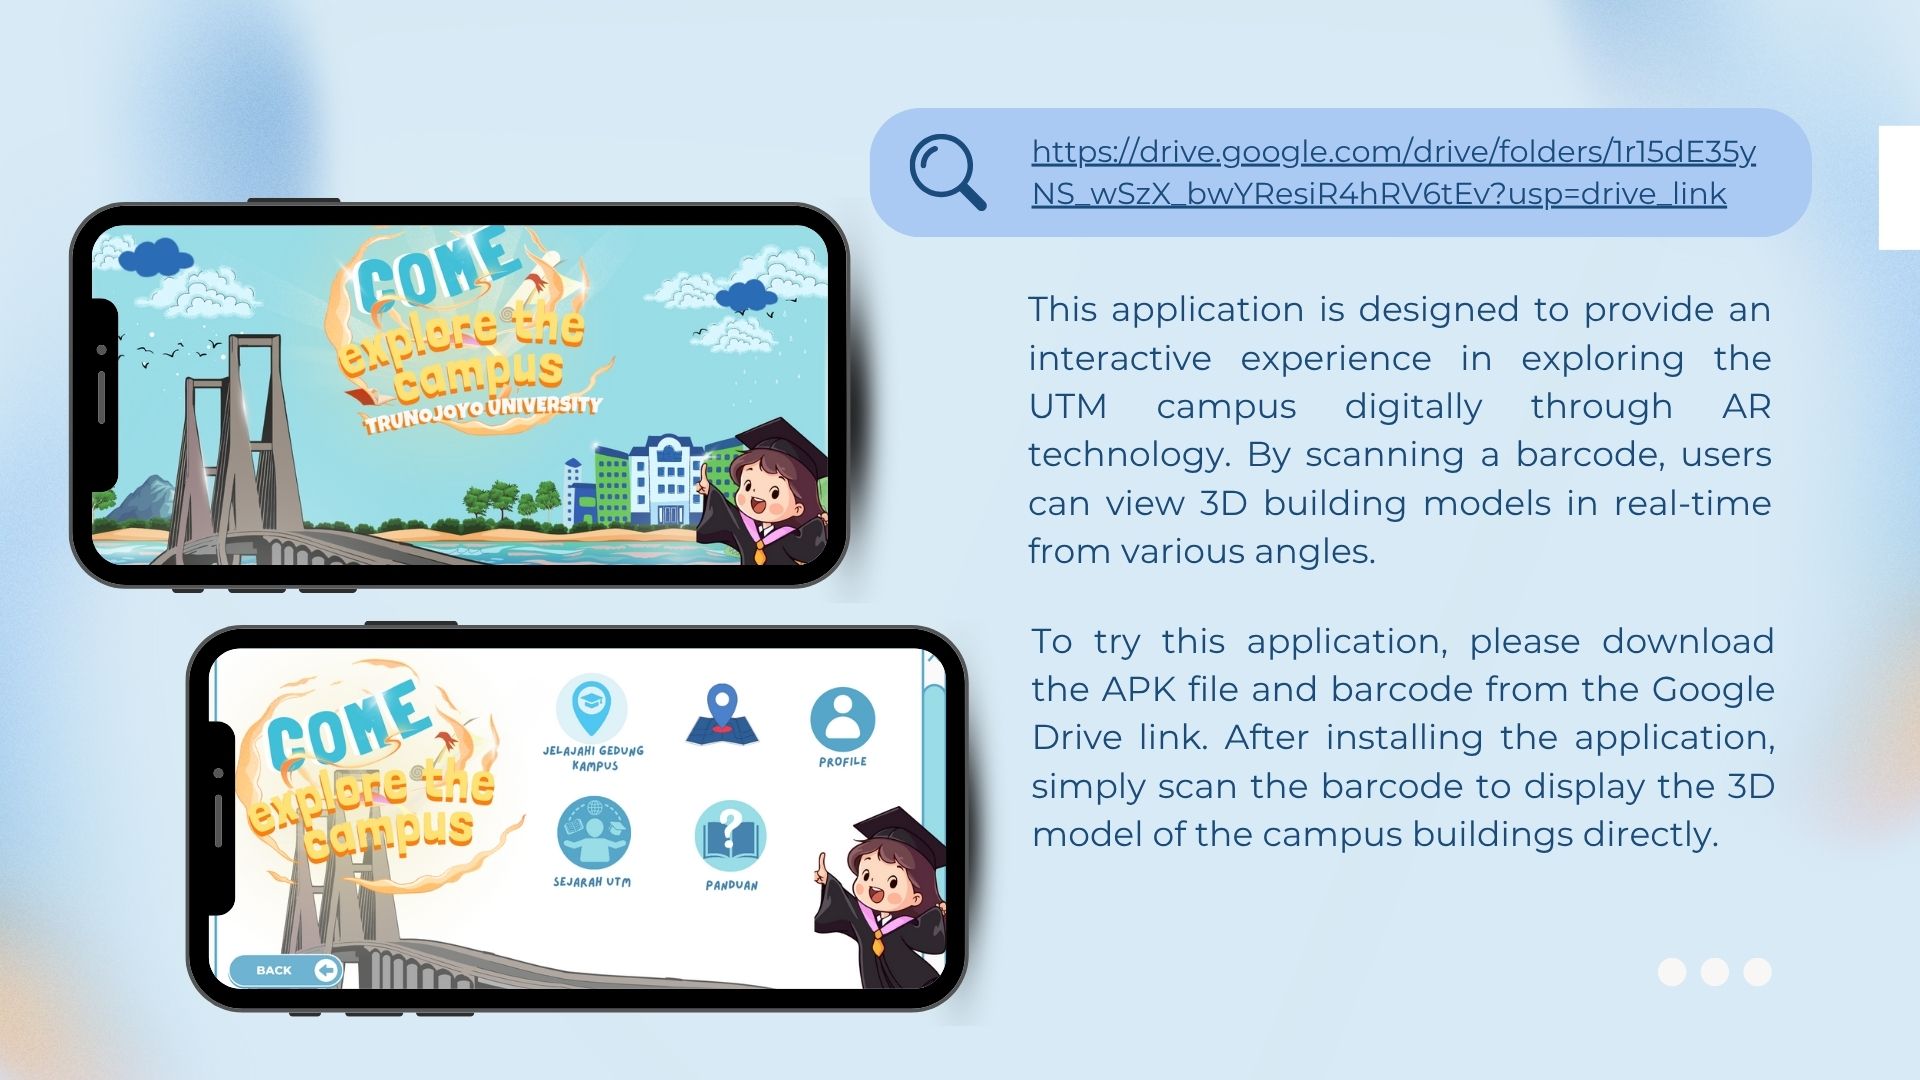 https://drive.google.com/drive/folders/1r15dE35y
NS_wSzX_bwYResiR4hRV6tEv?usp=drive_link
COME
explore the
campus
TRUNOJOYO UNIVERSITY
This application is designed to provide an
interactive experience in exploring the
UTM campus digitally through AR
technology. By scanning a barcode, users
can view 3D building models in real-time
from various angles.
COME
explore the
campus
JELAJAHI GEDUNG
KAMPUS
PROFILE
SEJARAH UTM
PANDUAN
BACK
To try this application, please download
the APK file and barcode from the Google
Drive link. After installing the application,
simply scan the barcode to display the 3D
model of the campus buildings directly.